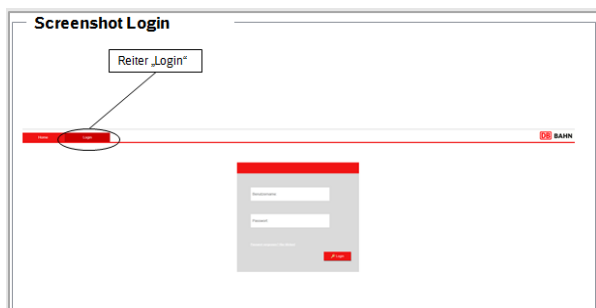 Screenshot Login
Reiter „Login“
Home
Login
DB BAHN
Benutzername
Passwort
Login